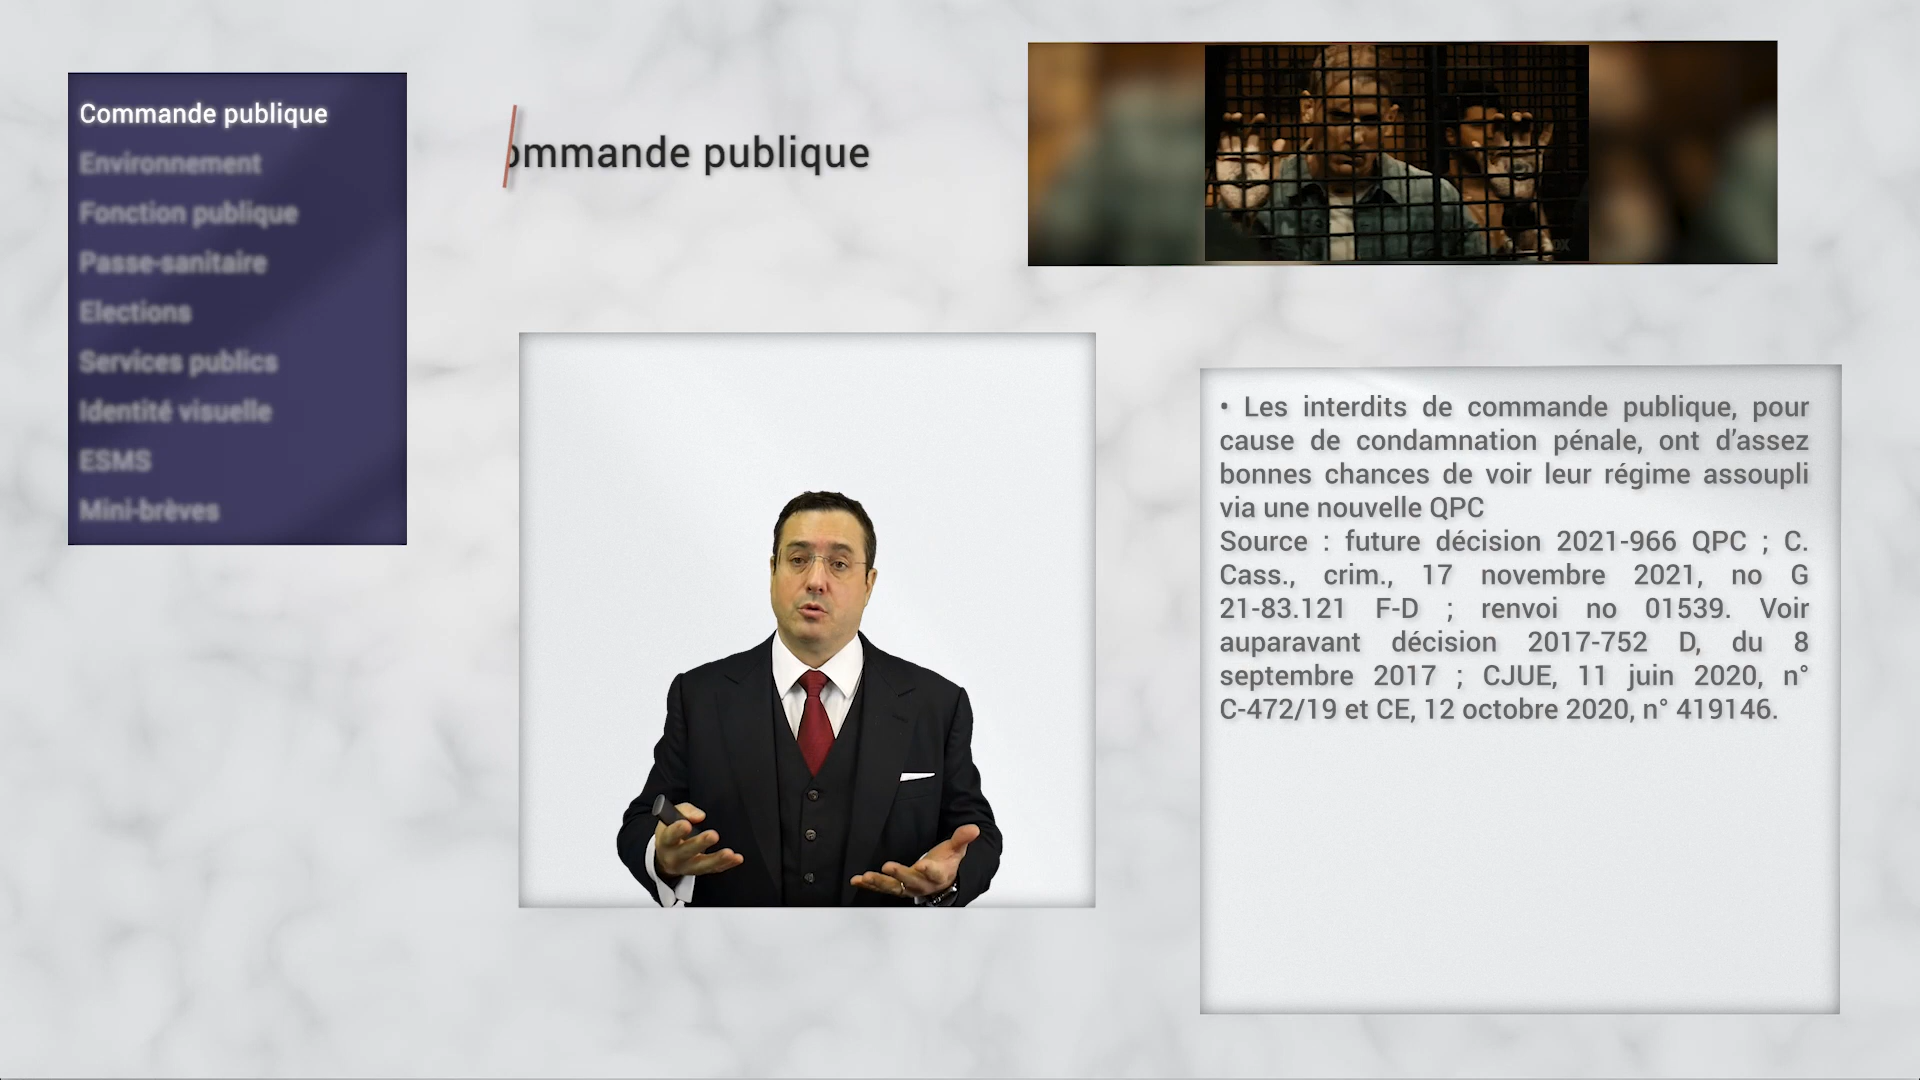 Commande publique
Environnement
Fonction publique
Passe-sanitaire
Elections
Services publics
Identité visuelle
ESMS
Mini-brèves
ommande publique
• Les interdits de commande publique, pour
cause de condamnation pénale, ont d’assez
bonnes chances de voir leur régime assoupli
via une nouvelle QPC
Source : future décision 2021-966 QPC ; C.
Cass., crim., 17 novembre 2021, no G
21-83.121 F-D ; renvoi no 01539. Voir
auparavant décision 2017-752 D, du 8
septembre 2017 ; CJUE, 11 juin 2020, n°
C-472/19 et CE, 12 octobre 2020, n° 419146.